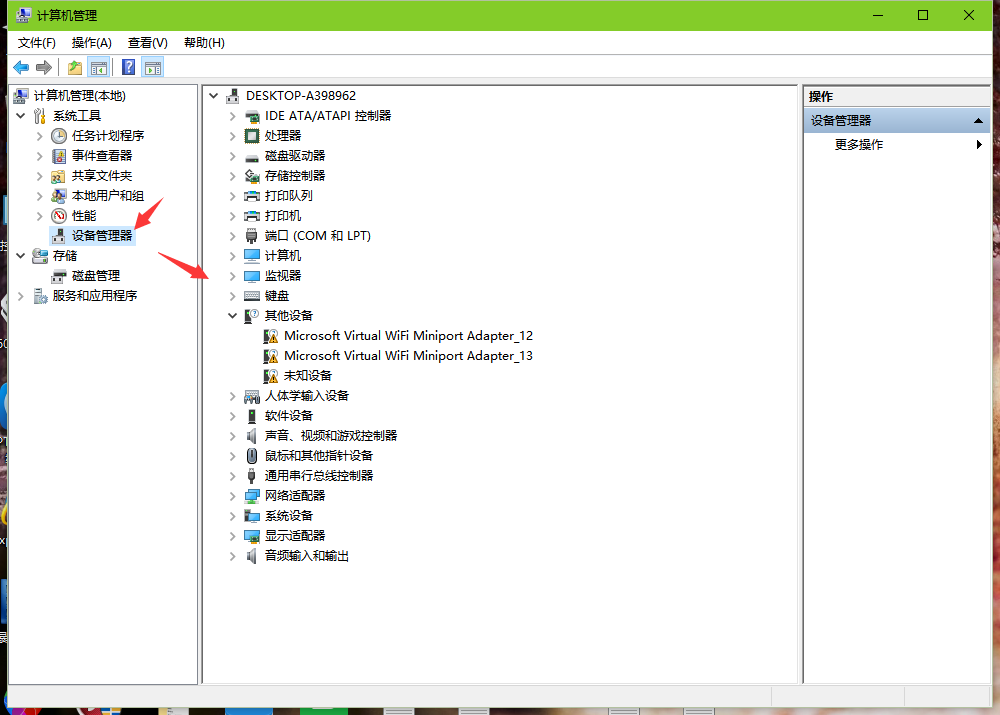 计算机管理
文件(F) 操作(A) 查看(V) 帮助(H)
计算机管理(本地)
系统工具
任务计划程序
事件查看器
共享文件夹
本地用户和组
性能
设备管理器
存储
磁盘管理
服务和应用程序
DESKTOP-A398962
IDE ATA/ATAPI 控制器
处理器
磁盘驱动器
存储控制器
打印队列
打印机
端口 (COM 和 LPT)
计算机
监视器
键盘
其他设备
Microsoft Virtual WiFi Miniport Adapter_12
Microsoft Virtual WiFi Miniport Adapter_13
未知设备
人体学输入设备
软件设备
声音、视频和游戏控制器
鼠标和其他指针设备
通用串行总线控制器
网络适配器
系统设备
显示适配器
音频输入和输出
操作
设备管理器
更多操作